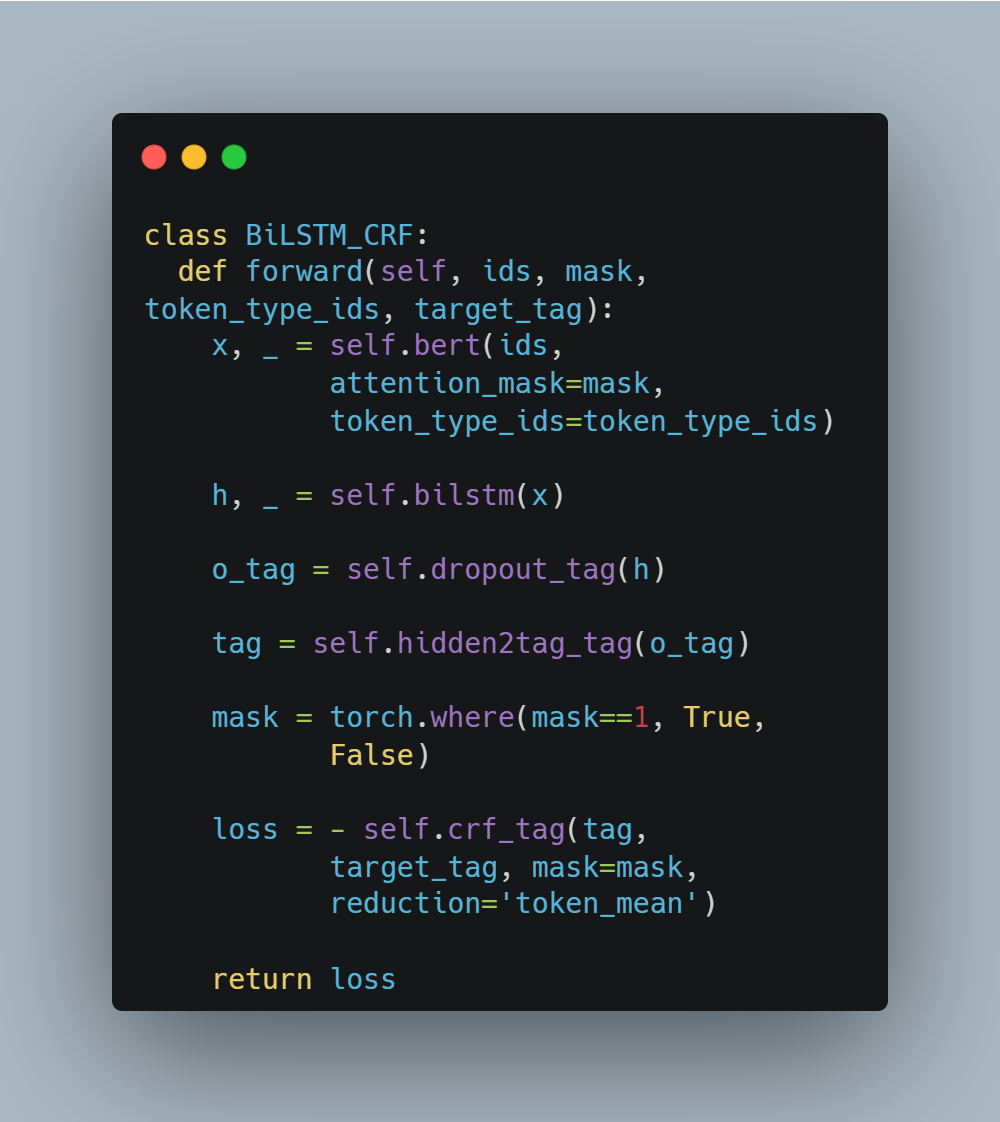 class BiLSTM_CRF:
  def forward(self, ids, mask,
token_type_ids, target_tag):
    x, _ = self.bert(ids,
           attention_mask=mask,
           token_type_ids=token_type_ids)

    h, _ = self.bilstm(x)

    o_tag = self.dropout_tag(h)

    tag = self.hidden2tag_tag(o_tag)

    mask = torch.where(mask==1, True,
           False)

    loss = - self.crf_tag(tag,
           target_tag, mask=mask,
           reduction='token_mean')

    return loss